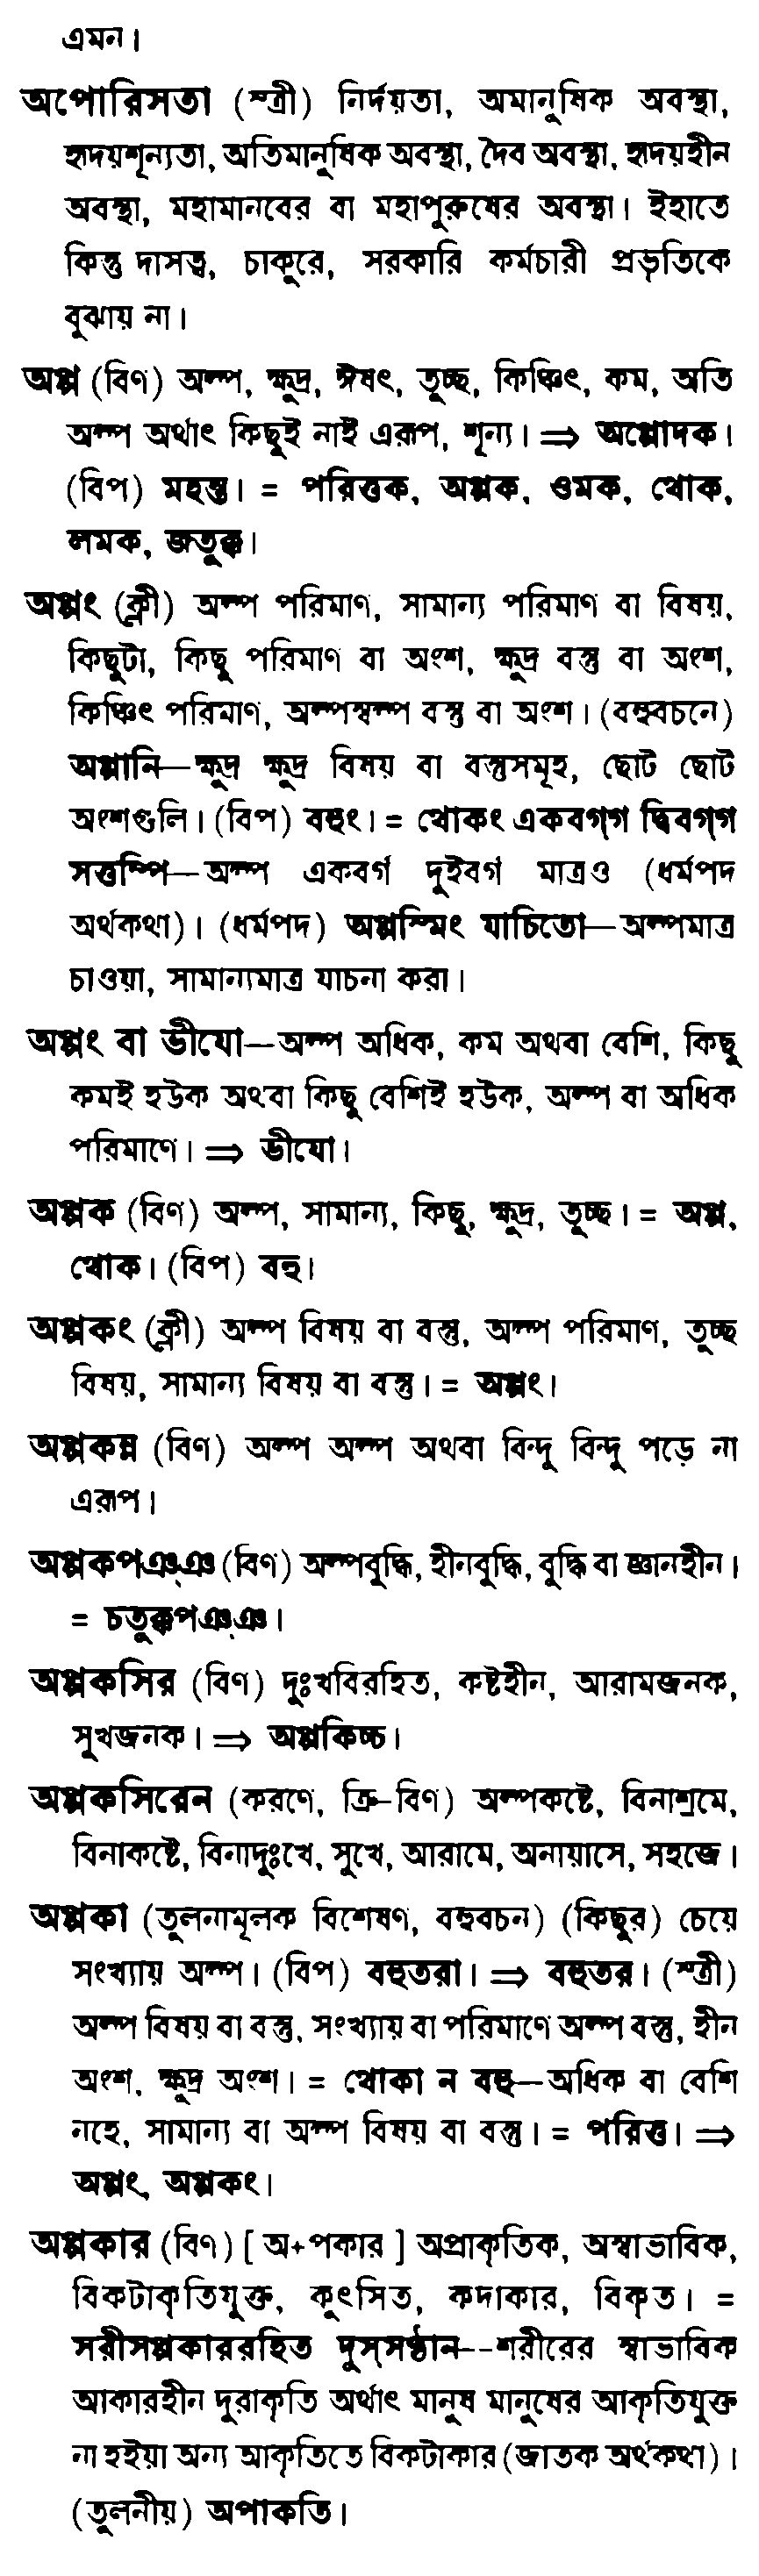 এমন।
অপোরিসতা (স্ত্রী) নির্দয়তা, অমানুষিক অবস্থা,
হৃদয়শূন্যতা, অতিমানুষিক অবস্থা, দৈব অবস্থা, হৃদয়হীন
অবস্থা, মহামানবের বা মহাপুরুষের অবস্থা। ইহাতে
কিন্তু দাসত্ব, চাকুরে, সরকারি কর্মচারী প্রভৃতিকে
বুঝায় না।
অপ্প (বিণ) অল্প, ক্ষুদ্র, ঈষৎ, তুচ্ছ, কিঞ্চিৎ, কম, অতি
অল্প অর্থাৎ কিছুই নাই এরূপ, শূন্য। ⇒ অপ্পোদক।
(বিপ) মহন্ত। = পরিত্তক, অপ্পক, ওমক, থোক,
লমক, জতুক্ক।
অপ্পং (ক্লী) অল্প পরিমাণ, সামান্য পরিমাণ বা বিষয়,
কিছুটা, কিছু পরিমাণ বা অংশ, ক্ষুদ্র বস্তু বা অংশ,
কিঞ্চিৎ পরিমাণ, অল্পস্বল্প বস্তু বা অংশ। (বহুবচনে)
অপ্পানি—ক্ষুদ্র ক্ষুদ্র বিষয় বা বস্তুসমূহ, ছোট ছোট
অংশগুলি। (বিপ) বহুং। = থোকং একবগ্গ দ্বিবগ্গ
সত্তম্পি—অল্প একবর্গ দুইবর্গ মাত্রও (ধর্মপদ
অর্থকথা)। (ধর্মপদ) অপ্পস্মিং যাচিতো—অল্পমাত্র
চাওয়া, সামান্যমাত্র যাচনা করা।
অপ্পং বা ভীযো—অল্প অধিক, কম অথবা বেশি, কিছু
কমই হউক অথবা কিছু বেশিই হউক, অল্প বা অধিক
পরিমাণে। ⇒ ভীযো।
অপ্পক (বিণ) অল্প, সামান্য, কিছু, ক্ষুদ্র, তুচ্ছ। = অপ্প,
থোক। (বিপ) বহু।
অপ্পকং (ক্লী) অল্প বিষয় বা বস্তু, অল্প পরিমাণ, তুচ্ছ
বিষয়, সামান্য বিষয় বা বস্তু। = অপ্পং।
অপ্পকন্ন (বিণ) অল্প অল্প অথবা বিন্দু বিন্দু পড়ে না
এরূপ।
অপ্পকপঞ্ঞ (বিণ) অল্পবুদ্ধি, হীনবুদ্ধি, বুদ্ধি বা জ্ঞানহীন।
= চতুক্কপঞ্ঞ।
অপ্পকসির (বিণ) দুঃখবিরহিত, কষ্টহীন, আরামজনক,
সুখজনক। ⇒ অপ্পকিচ্চ।
অপ্পকসিরেন (করণে, ক্রি-বিণ) অল্পকষ্টে, বিনাশ্রমে,
বিনাকষ্টে, বিনাদুঃখে, সুখে, আরামে, অনায়াসে, সহজে।
অপ্পকা (তুলনামূলক বিশেষণ, বহুবচন) (কিছুর) চেয়ে
সংখ্যায় অল্প। (বিপ) বহুতরা। ⇒ বহুতর। (স্ত্রী)
অল্প বিষয় বা বস্তু, সংখ্যায় বা পরিমাণে অল্প বস্তু, হীন
অংশ, ক্ষুদ্র অংশ। = থোকা ন বহু—অধিক বা বেশি
নহে, সামান্য বা অল্প বিষয় বা বস্তু। = পরিত্ত। ⇒
অপ্পং, অপ্পকং।
অপ্পকার (বিণ) [ অ+পকার ] অপ্রাকৃতিক, অস্বাভাবিক,
বিকটাকৃতিযুক্ত, কুৎসিত, কদাকার, বিকৃত। =
সরীসপ্পকাররহিত দুস্সণ্ঠান--শরীরের স্বাভাবিক
আকারহীন দুরাকৃতি অর্থাৎ মানুষ মানুষের আকৃতিযুক্ত
না হইয়া অন্য আকৃতিতে বিকটাকার (জাতক অর্থকথা)।
(তুলনীয়) অপাকতি।